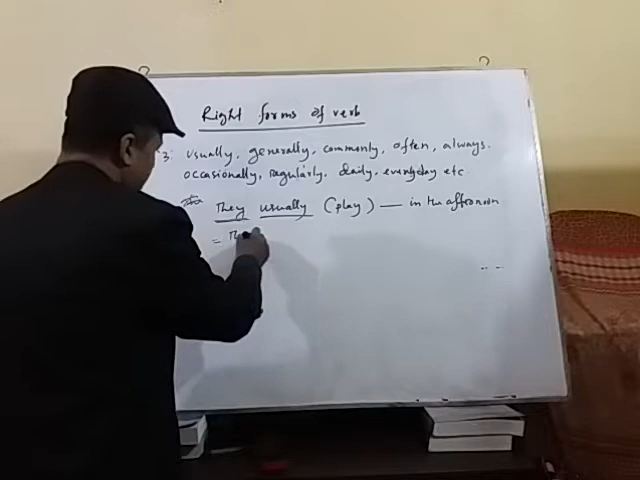 Right forms of verb
3: Usually, generally, commonly, often, always.
occasionally, regularly, daily, everyday etc
They usually (play) — in the afternoon
= Th